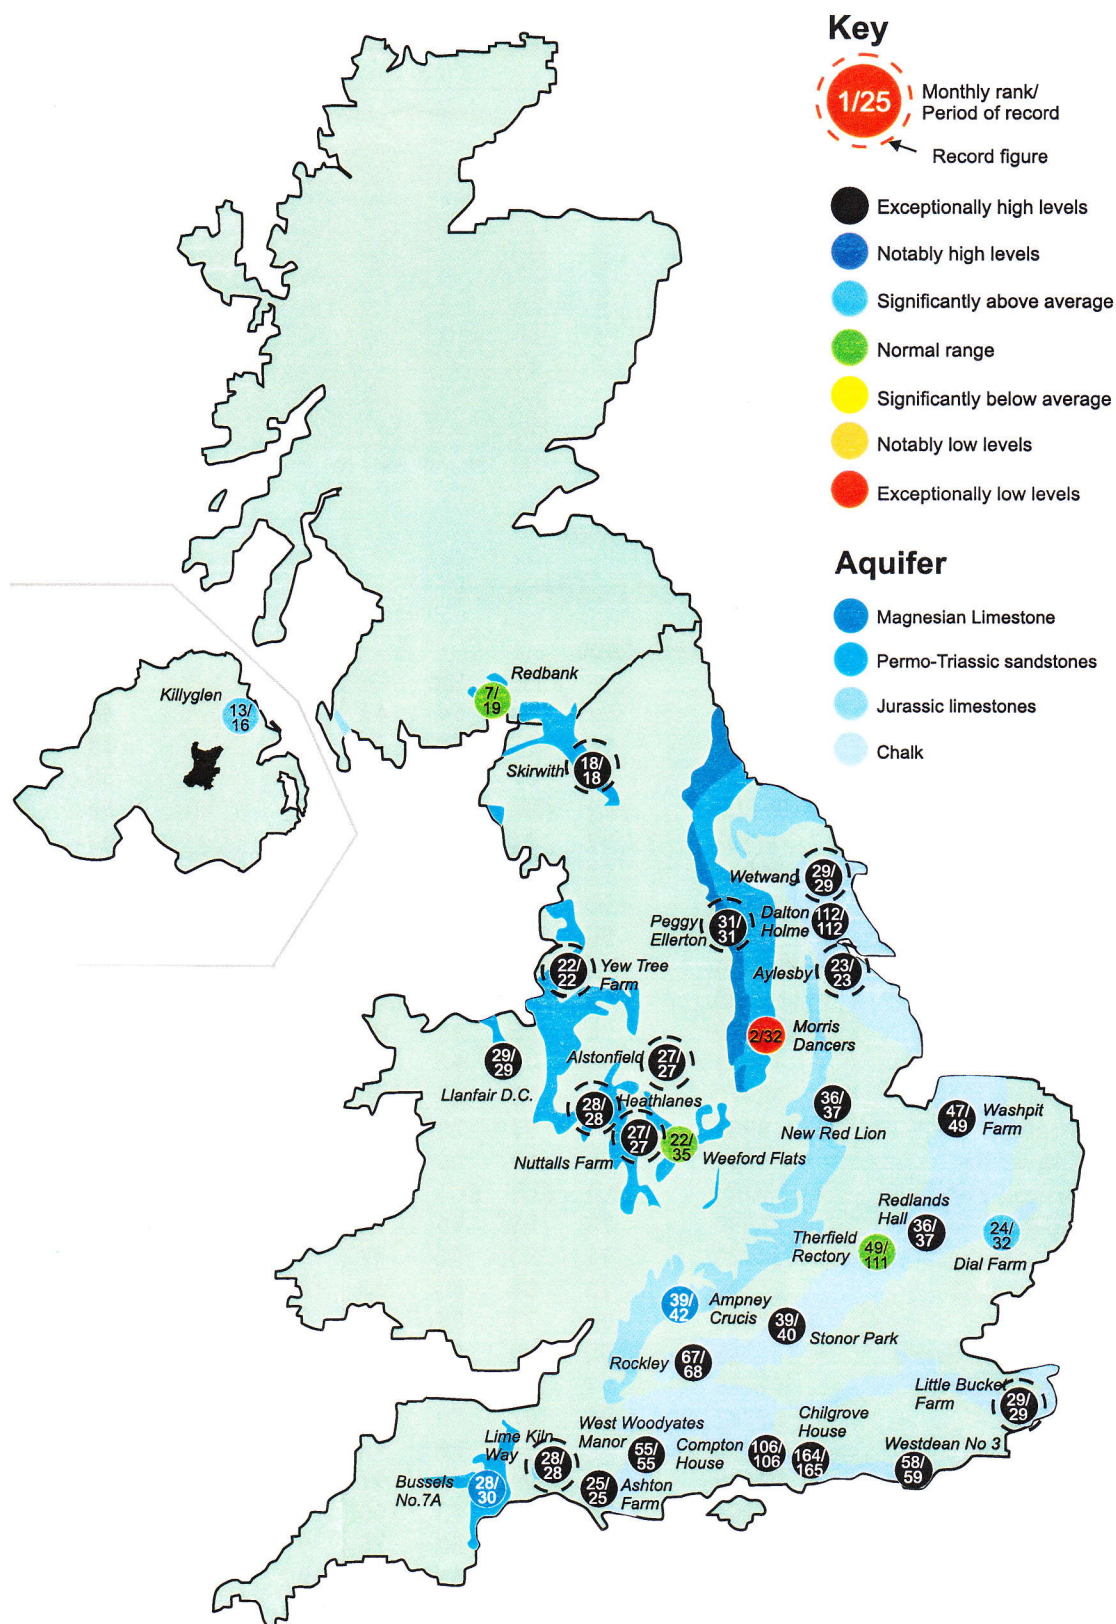 Key
1/25
Monthly rank/
Period of record
Record figure
Exceptionally high levels
Notably high levels
Significantly above average
Normal range
Significantly below average
Notably low levels
Exceptionally low levels
Aquifer
Magnesian Limestone
Permo-Triassic sandstones
Jurassic limestones
Chalk
Redbank
7/
19
Killyglen
13/
16
Skirwith
18/
18
Wetwang
29/
29
Peggy
Ellerton
31/
31
Dalton
Holme
112/
112
Yew Tree
Farm
22/
22
Aylesby
23/
23
Morris
Dancers
2/32
Llanfair D.C.
29/
29
Alstonfield
27/
27
Heathlanes
28/
28
Nuttalls Farm
27/
27
Weeford Flats
22/
35
New Red Lion
36/
37
Washpit
Farm
47/
49
Redlands
Hall
36/
37
Therfield
Rectory
49/
111
Dial Farm
24/
32
Ampney
Crucis
39/
42
Stonor Park
39/
40
Rockley
67/
68
Little Bucket
Farm
29/
29
Lime Kiln
Way
28/
28
West Woodyates
Manor
55/
55
Compton
House
106/
106
Chilgrove
House
164/
165
Westdean No 3
58/
59
Bussels
No.7A
28/
30
Ashton
Farm
25/
25